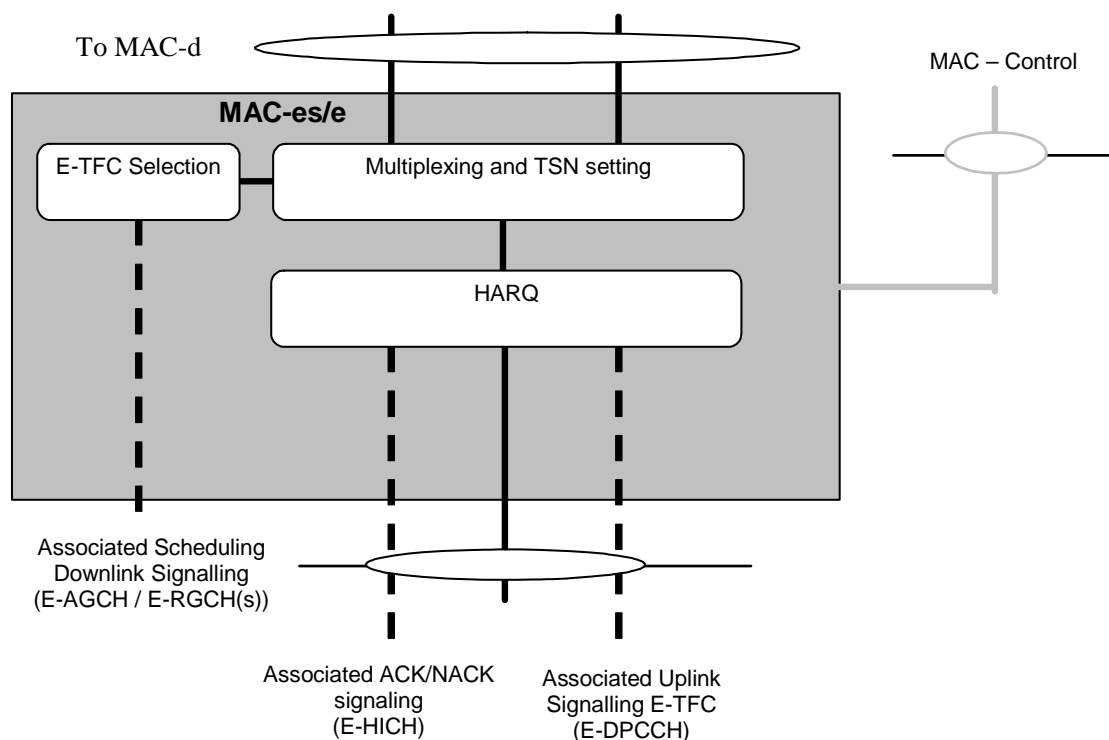 To MAC-d
MAC – Control
MAC-es/e
E-TFC Selection
Multiplexing and TSN setting
HARQ
Associated Scheduling
Downlink Signalling
(E-AGCH / E-RGCH(s))
Associated ACK/NACK
signaling
(E-HICH)
Associated Uplink
Signalling E-TFC
(E-DPCCH)